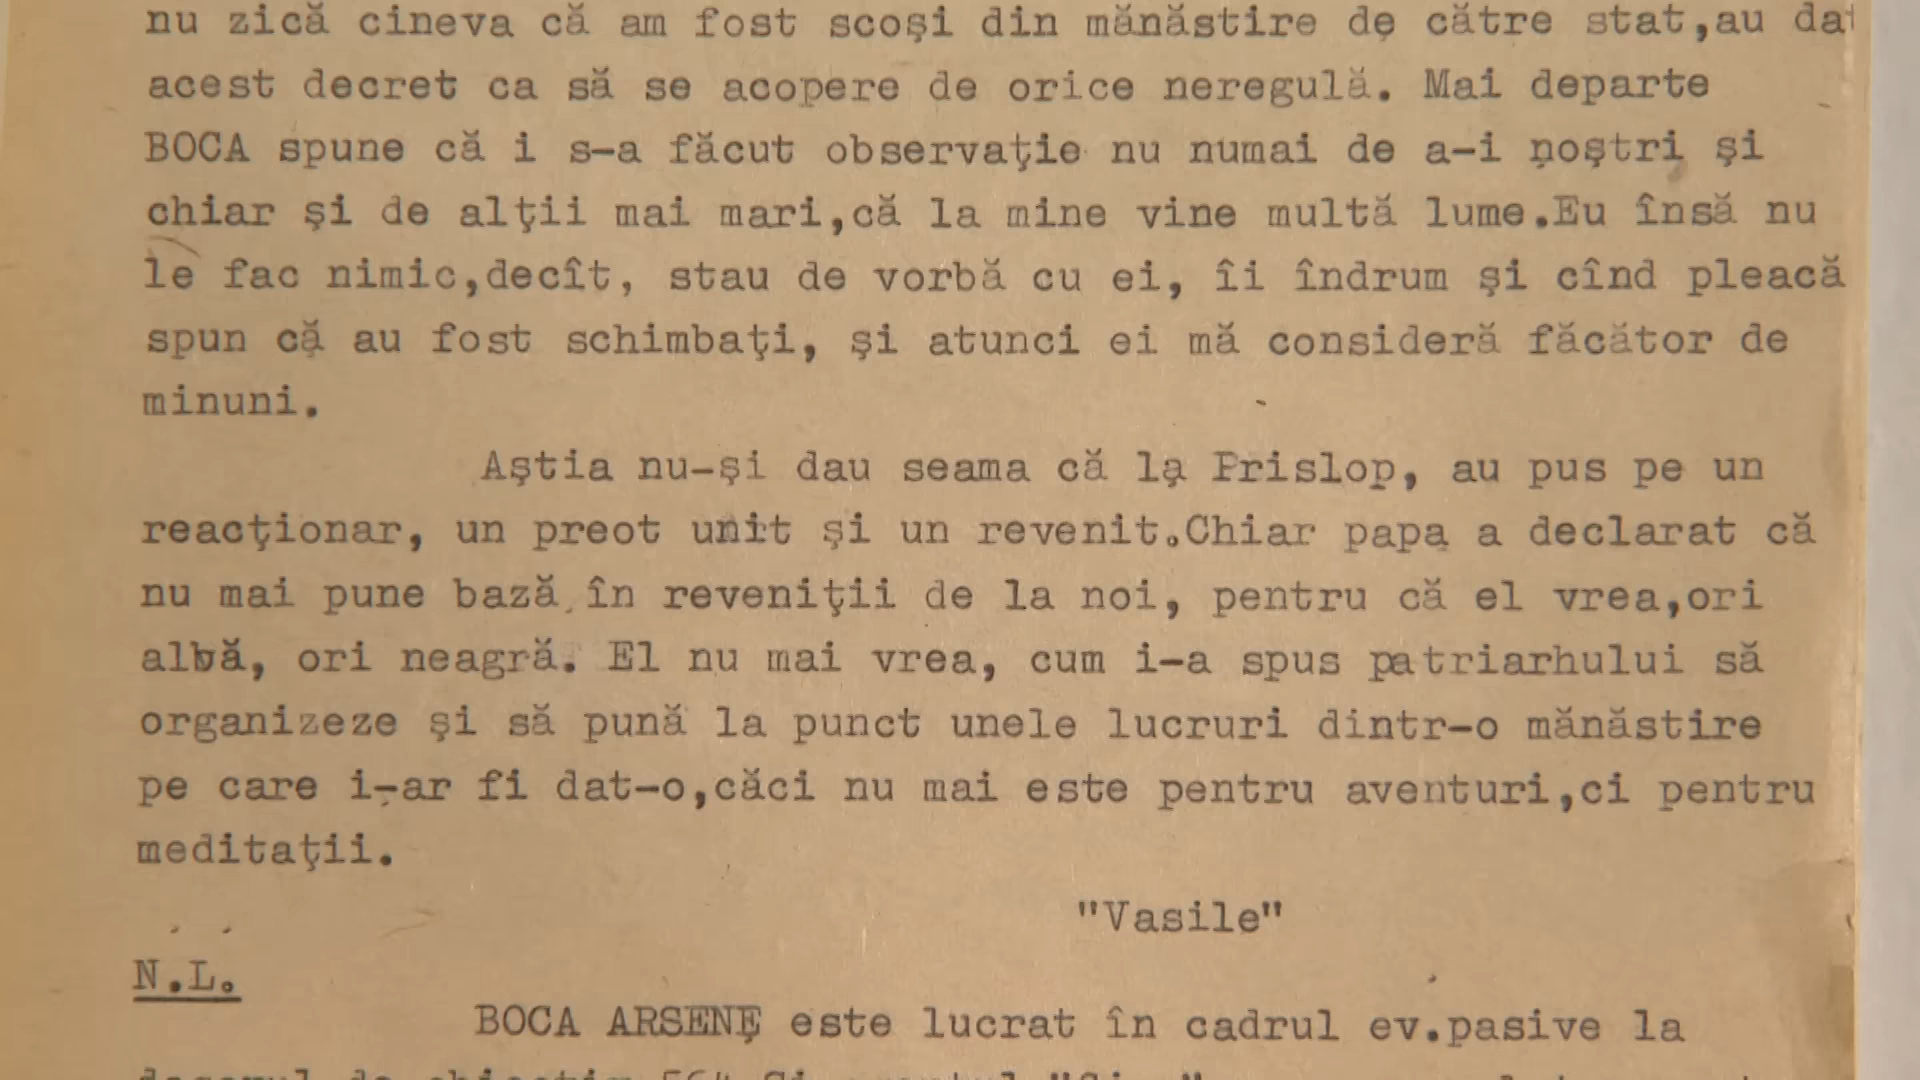 nu zică cineva că am fost scoși din mănăstire de către stat,au dat
acest decret ca să se acopere de orice neregulă. Mai departe
BOCA spune că i s-a făcut observaţie nu numai de a-i noştri şi
chiar şi de alţii mai mari,că la mine vine multă lume.Eu însă nu
le fac nimic,decît, stau de vorbă cu ei, îi îndrum şi cînd pleacă
spun că au fost schimbaţi, şi atunci ei mă consideră făcător de
minuni.
Aştia nu-şi dau seama că la Prislop, au pus pe un
reacţionar, un preot unit şi un revenit.Chiar papa a declarat că
nu mai pune bază în reveniţii de la noi, pentru că el vrea,ori
albă, ori neagră. El nu mai vrea, cum i-a spus patriarhului să
organizeze şi să pună la punct unele lucruri dintr-o mănăstire
pe care i-ar fi dat-o,căci nu mai este pentru aventuri,ci pentru
meditaţii.
"Vasile"
N.L.
BOCA ARSENE este lucrat în cadrul ev.pasive la